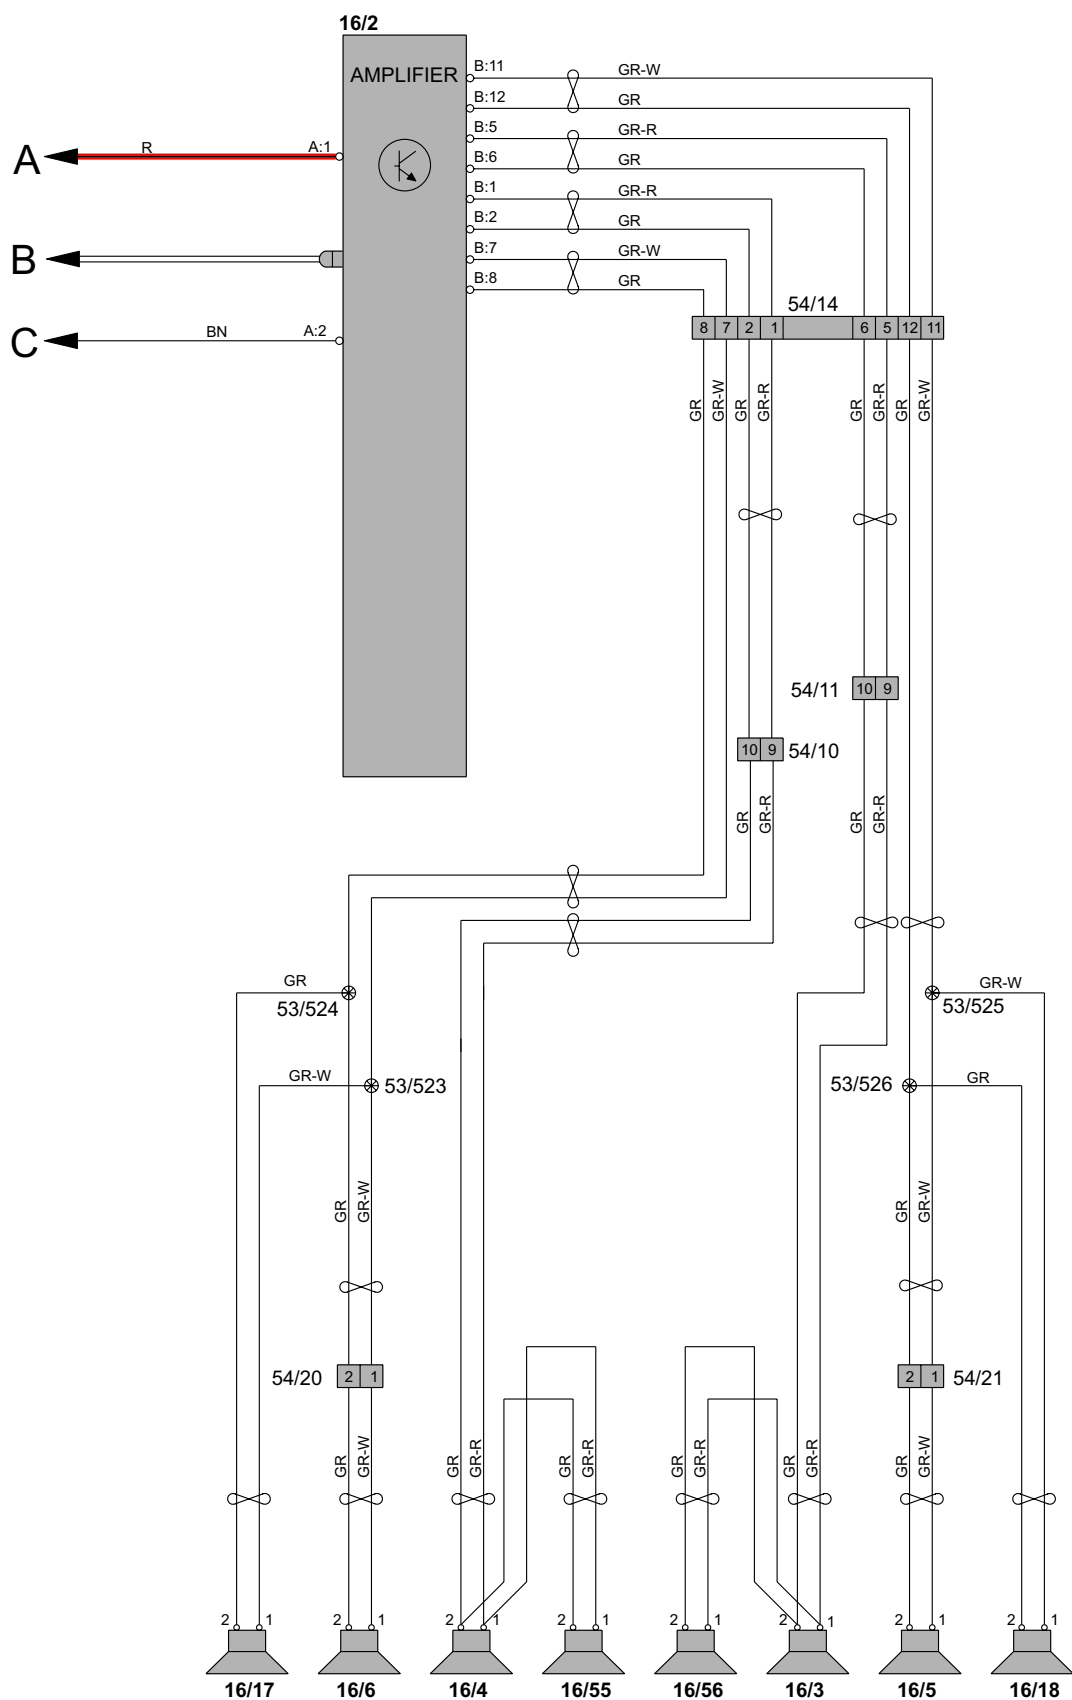 16/2
AMPLIFIER
B:11 GR-W
B:12 GR
B:5 GR-R
B:6 GR
B:1 GR-R
B:2 GR
B:7 GR-W
B:8 GR
A R A:1
B
C BN A:2
54/14
8 7 2 1 6 5 12 11
GR GR-W GR GR-R GR GR-R GR GR-W
54/11 10 9
10 9 54/10
GR GR-R GR GR-R
GR 53/524
GR-W 53/525
GR-W 53/523
53/526 GR
GR GR-W GR GR-W
54/20 2 1
2 1 54/21
GR GR-W GR GR-R GR GR-R GR GR-R GR GR-R GR GR-W
2 1 2 1 2 1 2 1 2 1 2 1 2 1 2 1
16/17 16/6 16/4 16/55 16/56 16/3 16/5 16/18